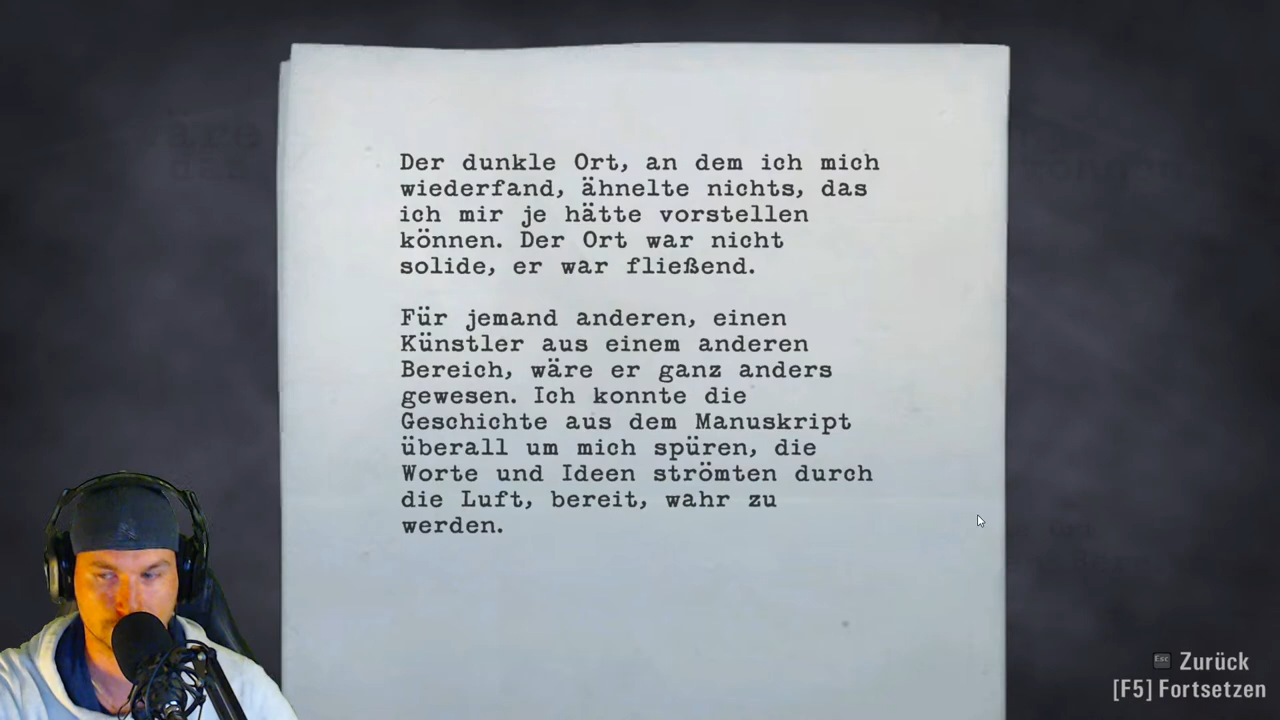 Der dunkle Ort, an dem ich mich
wiederfand, ähnelte nichts, das
ich mir je hätte vorstellen
können. Der Ort war nicht
solide, er war fließend.
Für jemand anderen, einen
Künstler aus einem anderen
Bereich, wäre er ganz anders
gewesen. Ich konnte die
Geschichte aus dem Manuskript
überall um mich spüren, die
Worte und Ideen strömten durch
die Luft, bereit, wahr zu
werden.
Esc Zurück
[F5] Fortsetzen